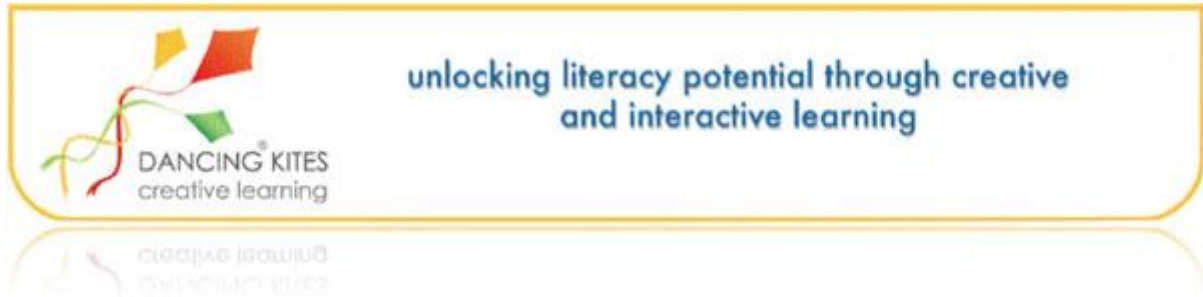 unlocking literacy potential through creative
and interactive learning
DANCING KITES®
creative learning